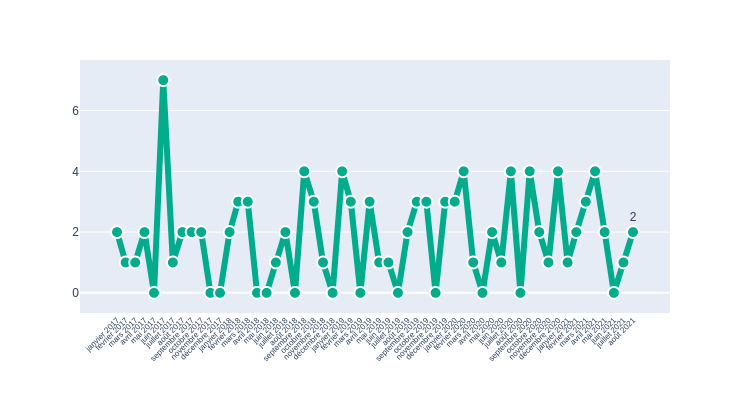 6
4
2
0
2
janvier 2017
février 2017
mars 2017
avril 2017
mai 2017
juin 2017
juillet 2017
août 2017
septembre 2017
octobre 2017
novembre 2017
décembre 2017
janvier 2018
février 2018
mars 2018
avril 2018
mai 2018
juin 2018
juillet 2018
août 2018
septembre 2018
octobre 2018
novembre 2018
décembre 2018
janvier 2019
février 2019
mars 2019
avril 2019
mai 2019
juin 2019
juillet 2019
août 2019
septembre 2019
octobre 2019
novembre 2019
décembre 2019
janvier 2020
février 2020
mars 2020
avril 2020
mai 2020
juin 2020
juillet 2020
août 2020
septembre 2020
octobre 2020
novembre 2020
décembre 2020
janvier 2021
février 2021
mars 2021
avril 2021
mai 2021
juin 2021
juillet 2021
août 2021